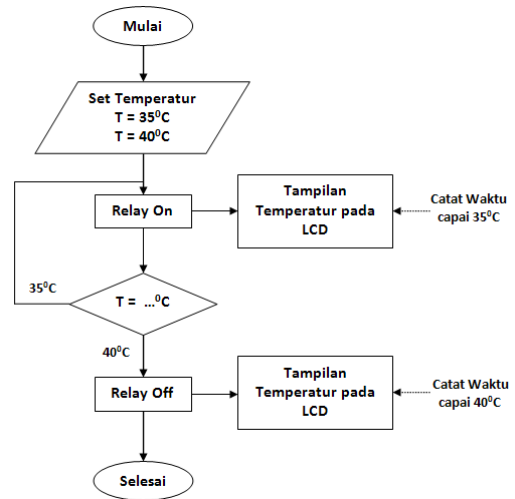 Mulai
Set Temperatur
T = 35⁰C
T = 40⁰C
Relay On
Tampilan
Temperatur pada
LCD
Catat Waktu
capai 35⁰C
35⁰C
T = ...⁰C
40⁰C
Relay Off
Tampilan
Temperatur pada
LCD
Catat Waktu
capai 40⁰C
Selesai